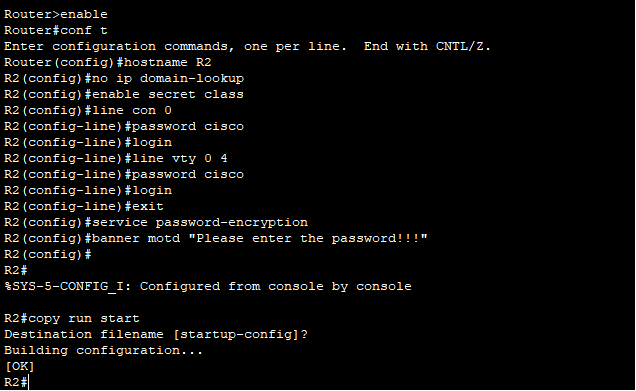 Router>enable
Router#conf t
Enter configuration commands, one per line.  End with CNTL/Z.
Router(config)#hostname R2
R2(config)#no ip domain-lookup
R2(config)#enable secret class
R2(config)#line con 0
R2(config-line)#password cisco
R2(config-line)#login
R2(config-line)#line vty 0 4
R2(config-line)#password cisco
R2(config-line)#login
R2(config-line)#exit
R2(config)#service password-encryption
R2(config)#banner motd "Please enter the password!!!"
R2(config)#
R2#
%SYS-5-CONFIG_I: Configured from console by console

R2#copy run start
Destination filename [startup-config]?
Building configuration...
[OK]
R2#